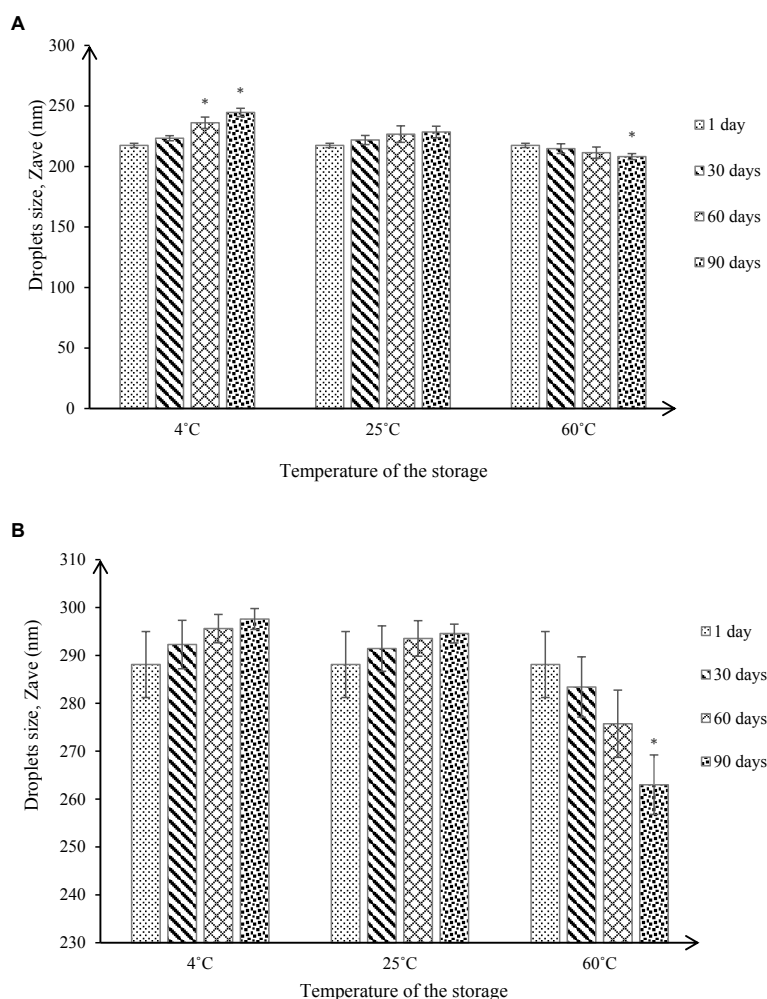 A
300
250
200
150
100
50
0
Droplets size, Zave (nm)
*
*
*
4˚C
25˚C
60˚C
Temperature of the storage
1 day
30 days
60 days
90 days
B
310
300
290
280
270
260
250
240
230
Droplets size, Zave (nm)
*
4˚C
25˚C
60˚C
Temperature of the storage
1 day
30 days
60 days
90 days